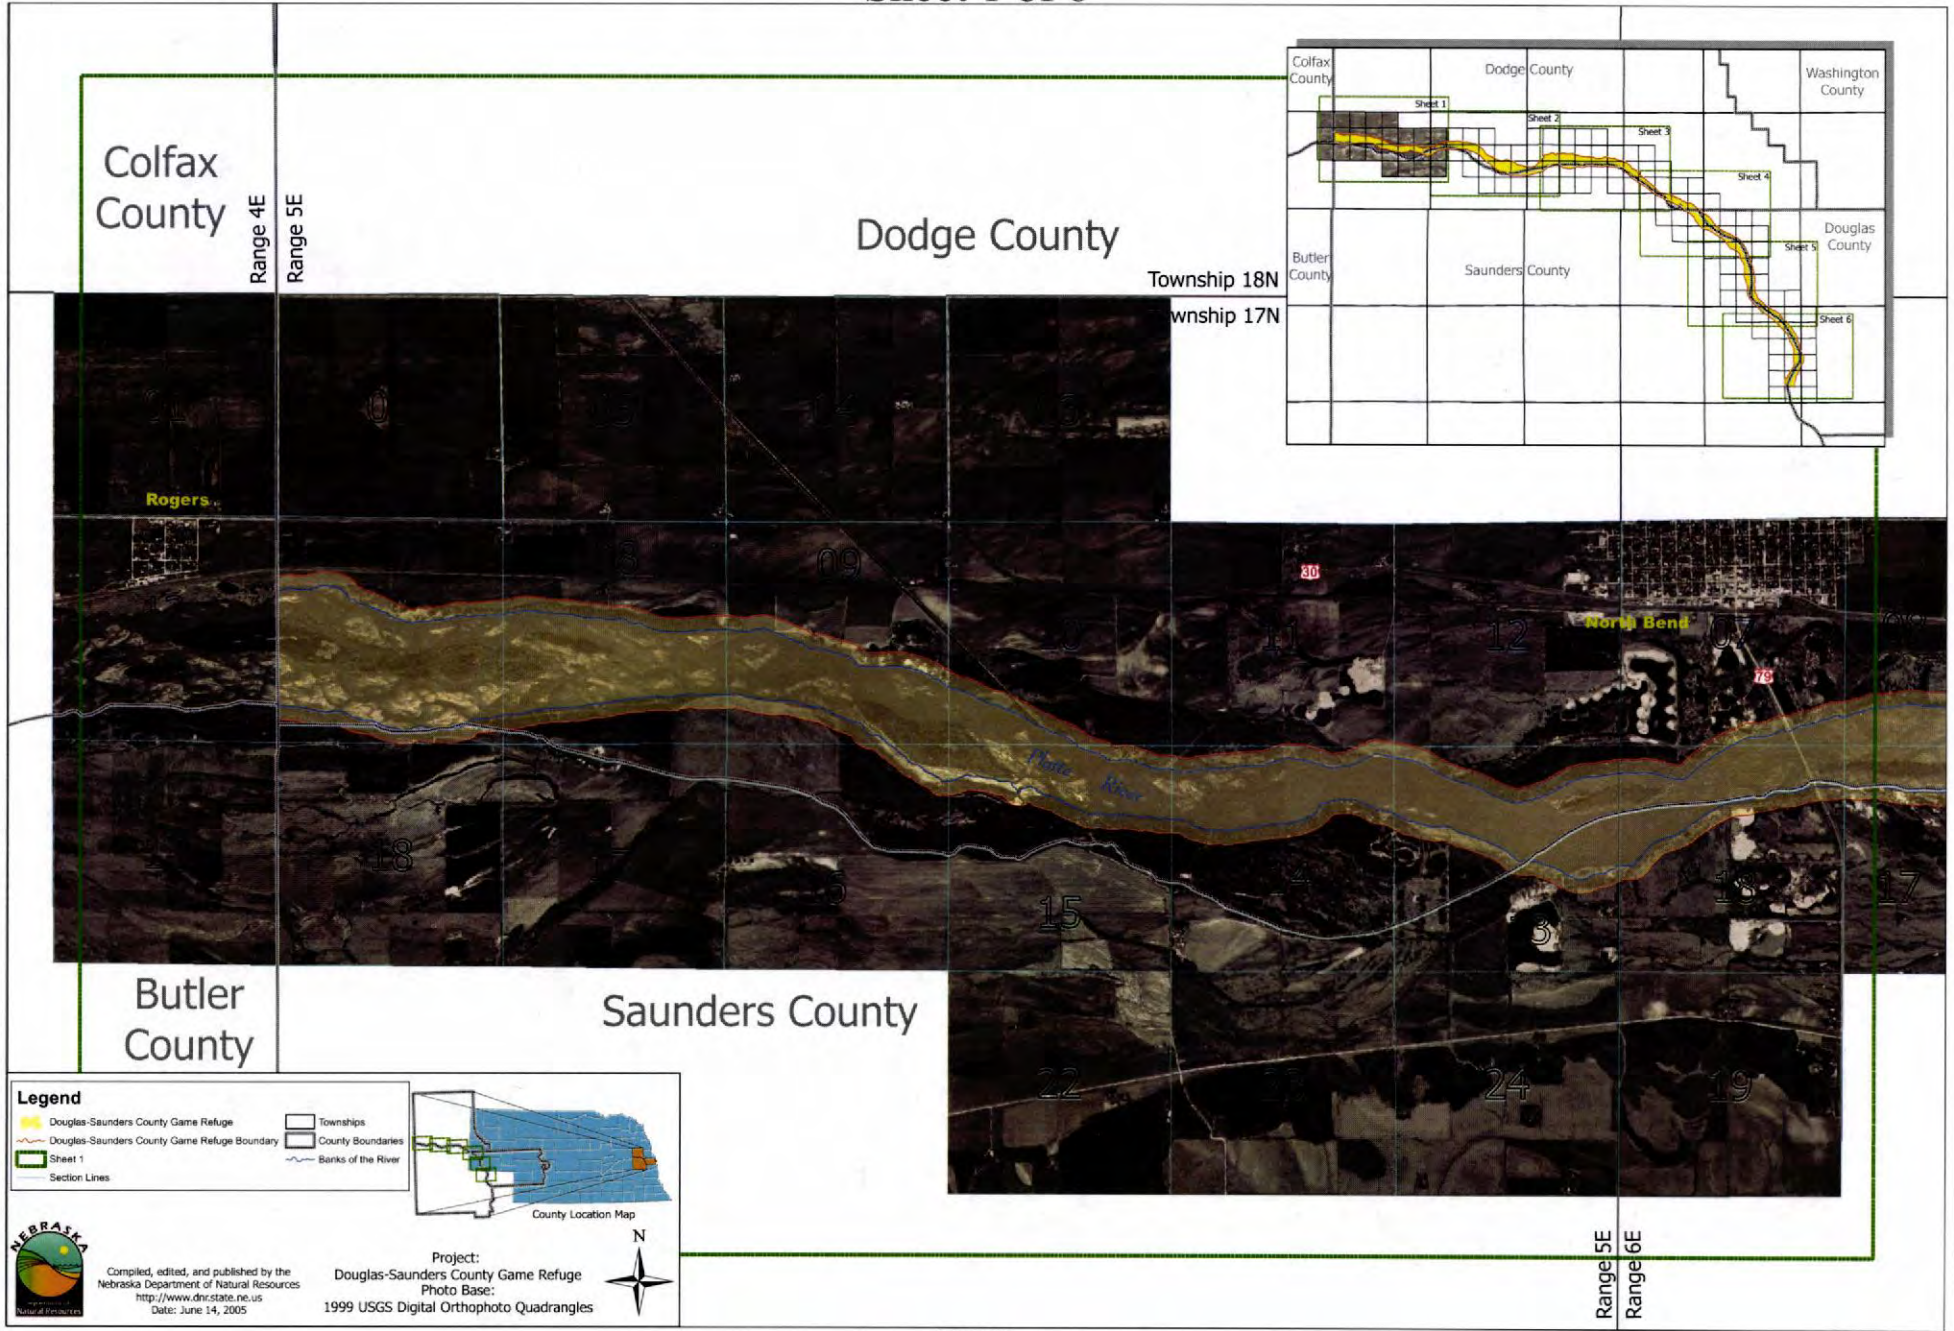 Colfax
County
Dodge County
Range 4E
Range 5E
Township 18N
wnship 17N
Colfax
County
Dodge County
Washington
County
Sheet 1
Sheet 2
Sheet 3
Sheet 4
Sheet 5
Sheet 6
Butler
County
Saunders County
Douglas
County
Rogers
09
30
11
12
North Bend
07
79
Platte River
18
15
14
13
18
17
22
23
24
19
Butler
County
Saunders County
Legend
Douglas-Saunders County Game Refuge
Douglas-Saunders County Game Refuge Boundary
Sheet 1
Section Lines
Townships
County Boundaries
Banks of the River
County Location Map
NEBRASKA
Natural Resources
Compiled, edited, and published by the
Nebraska Department of Natural Resources
http://www.dnr.state.ne.us
Date: June 14, 2005
Project:
Douglas-Saunders County Game Refuge
Photo Base:
1999 USGS Digital Orthophoto Quadrangles
N
Range 5E
Range 6E